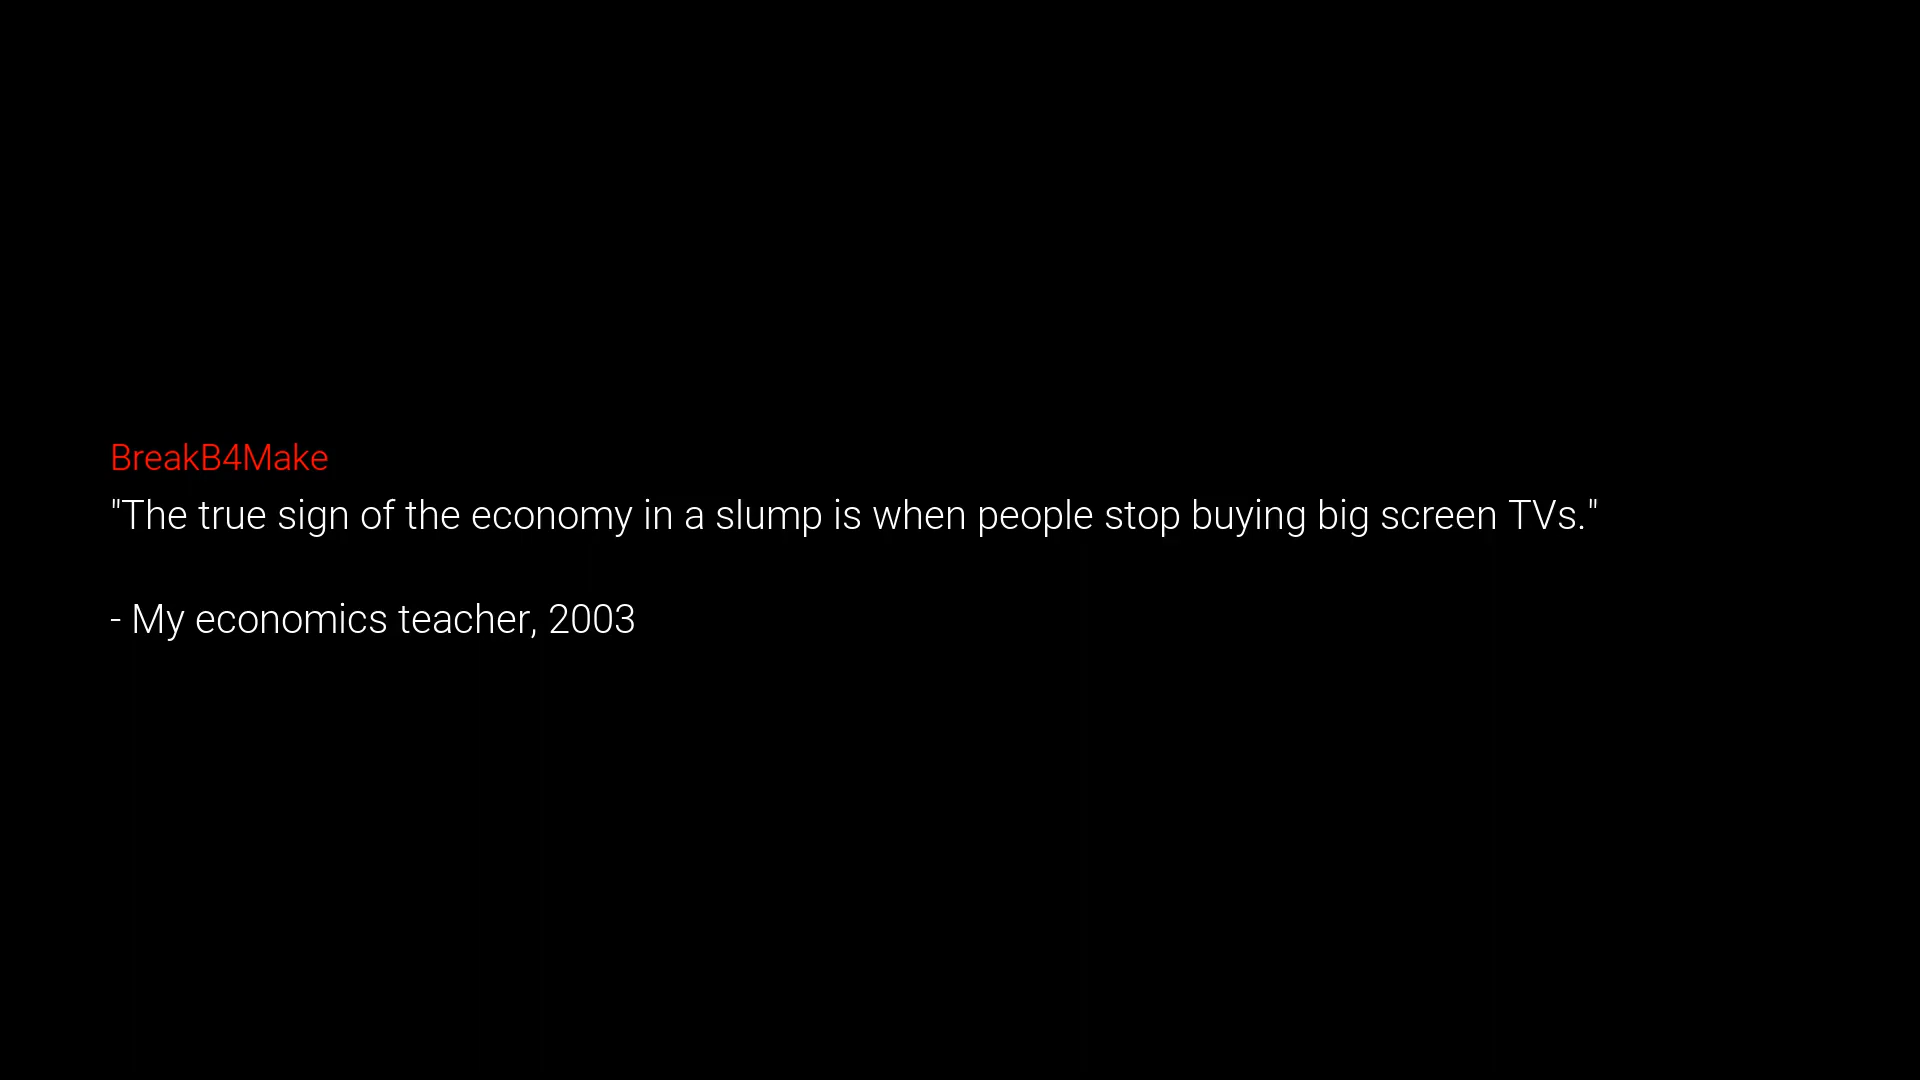 BreakB4Make
"The true sign of the economy in a slump is when people stop buying big screen TVs."
- My economics teacher, 2003